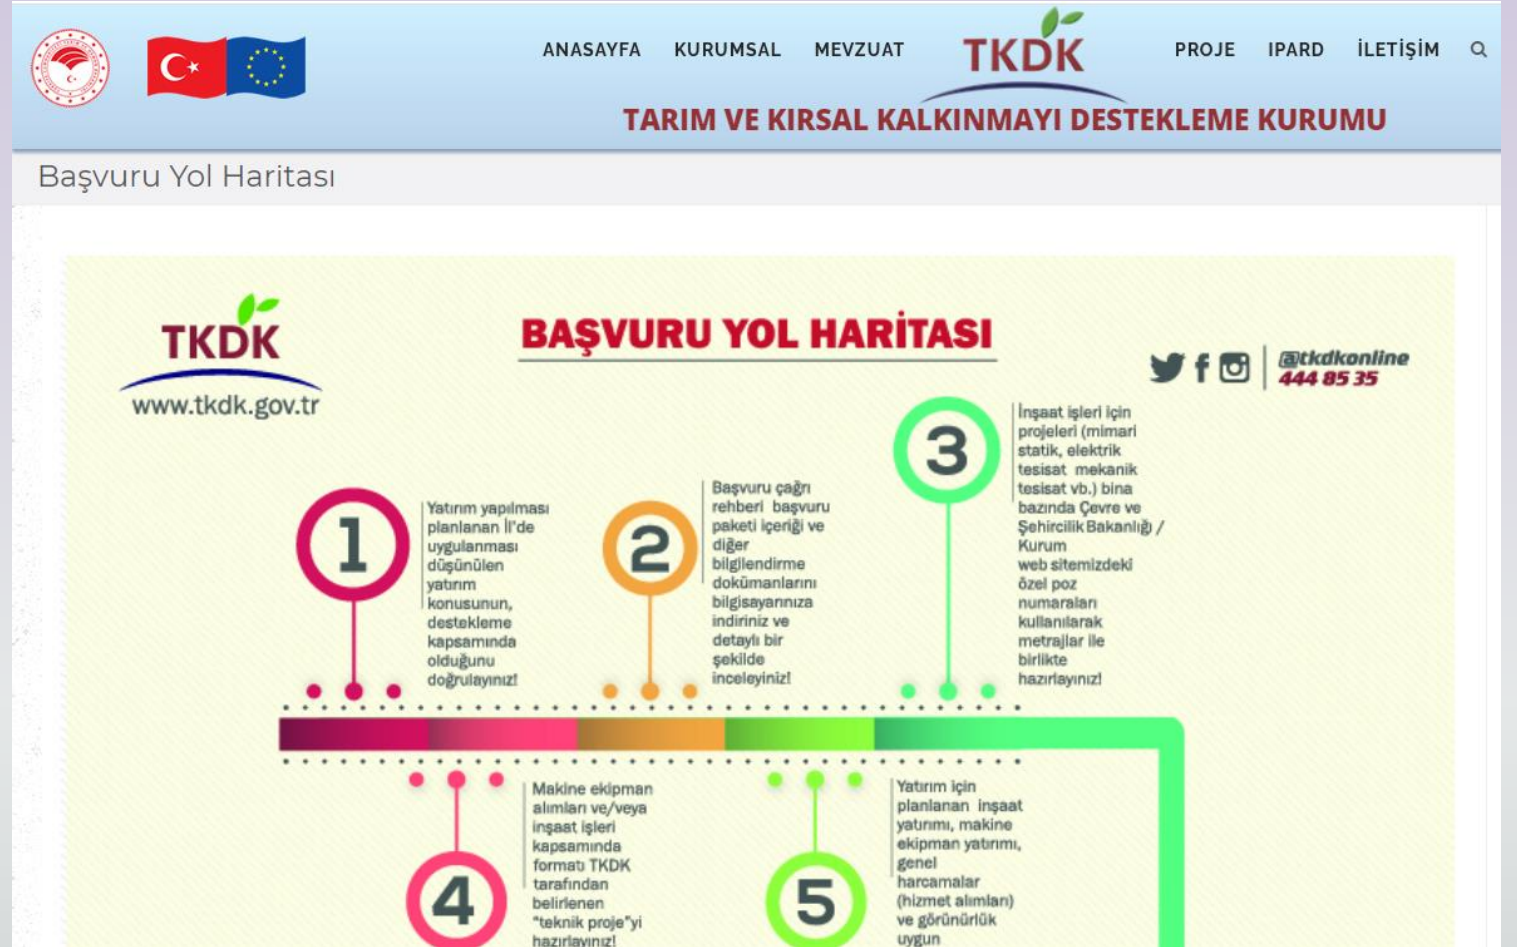 ANASAYFA KURUMSAL MEVZUAT TKDK PROJE IPARD İLETİŞİM
TARIM VE KIRSAL KALKINMAYI DESTEKLEME KURUMU
Başvuru Yol Haritası
TKDK
www.tkdk.gov.tr
BAŞVURU YOL HARİTASI
@tkdkonline
444 85 35
1
Yatırım yapılması
planlanan İl'de
uygulanması
düşünülen
yatırım
konusunun,
destekleme
kapsamında
olduğunu
doğrulayınız!
2
Başvuru çağrı
rehberi başvuru
paketi içeriği ve
diğer
bilgilendirme
dokümanlarını
bilgisayarınıza
indiriniz ve
detaylı bir
şekilde
inceleyiniz!
3
İnşaat işleri için
projeleri (mimari
statik, elektrik
tesisat mekanik
tesisat vb.) bina
bazında Çevre ve
Şehircilik Bakanlığı /
Kurum
web sitemizdeki
özel poz
numaraları
kullanılarak
metrajlar ile
birlikte
hazırlayınız!
4
Makine ekipman
alımları ve/veya
inşaat işleri
kapsamında
formatı TKDK
tarafından
belirlenen
"teknik proje"yi
hazırlayınız!
5
Yatırım için
planlanan inşaat
yatırımı, makine
ekipman yatırımı,
genel
harcamalar
(hizmet alımları)
ve görünürlük
uygun